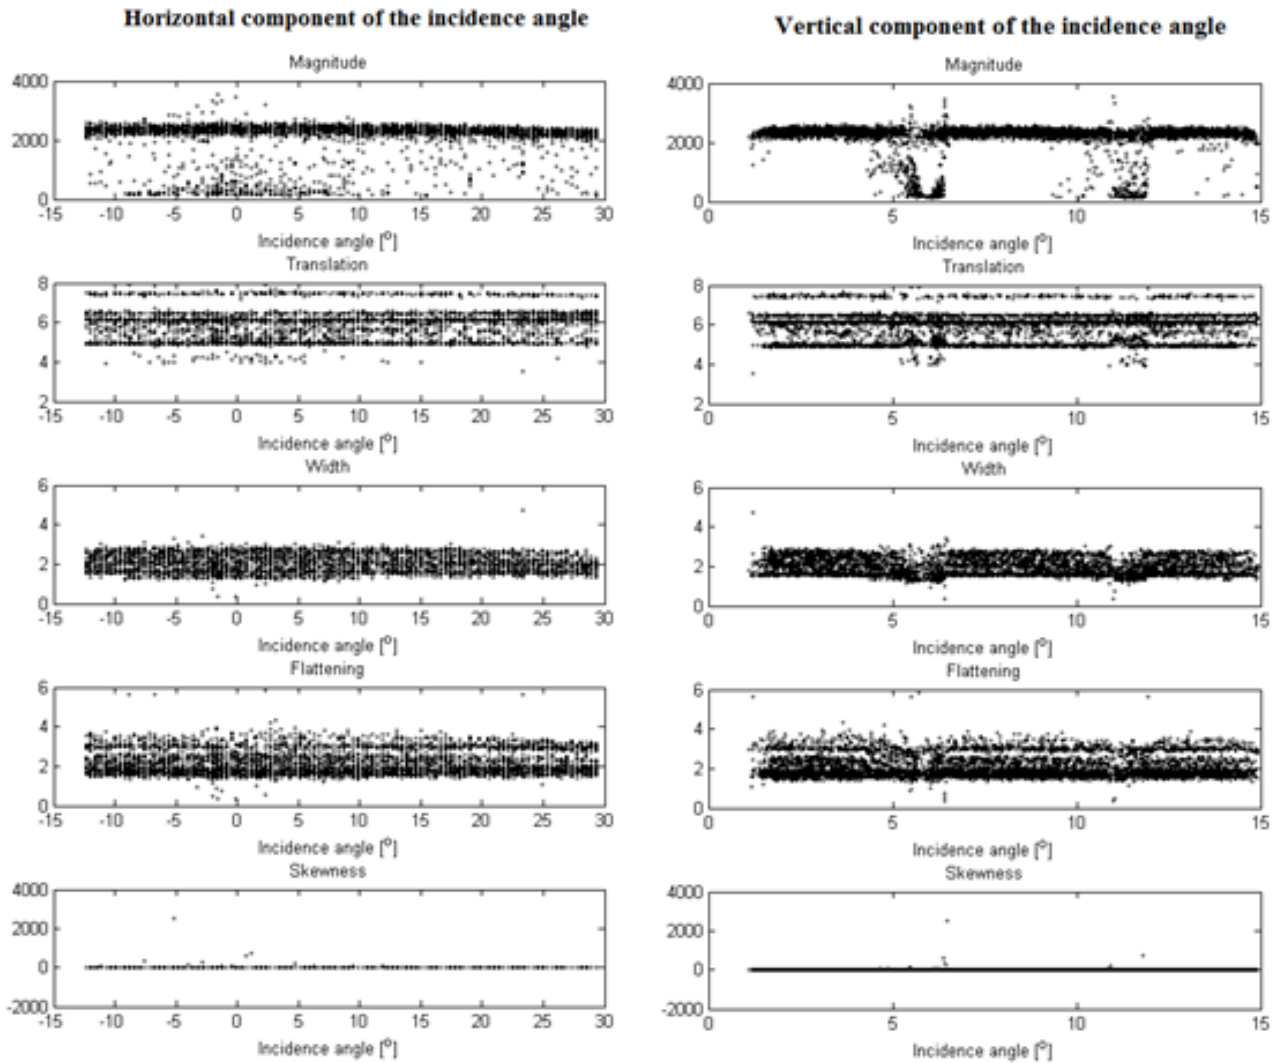 Horizontal component of the incidence angle
Magnitude
4000
2000
0
-15 -10 -5 0 5 10 15 20 25 30
Incidence angle [o]
Translation
8
6
4
2
-15 -10 -5 0 5 10 15 20 25 30
Incidence angle [o]
Width
6
4
2
0
-15 -10 -5 0 5 10 15 20 25 30
Incidence angle [o]
Flattening
6
4
2
0
-15 -10 -5 0 5 10 15 20 25 30
Incidence angle [o]
Skewness
4000
2000
0
-2000
-15 -10 -5 0 5 10 15 20 25 30
Incidence angle [o]
Vertical component of the incidence angle
Magnitude
4000
2000
0
0 5 10 15
Incidence angle [o]
Translation
8
6
4
2
0 5 10 15
Incidence angle [o]
Width
6
4
2
0
0 5 10 15
Incidence angle [o]
Flattening
6
4
2
0
0 5 10 15
Incidence angle [o]
Skewness
4000
2000
0
-2000
0 5 10 15
Incidence angle [o]